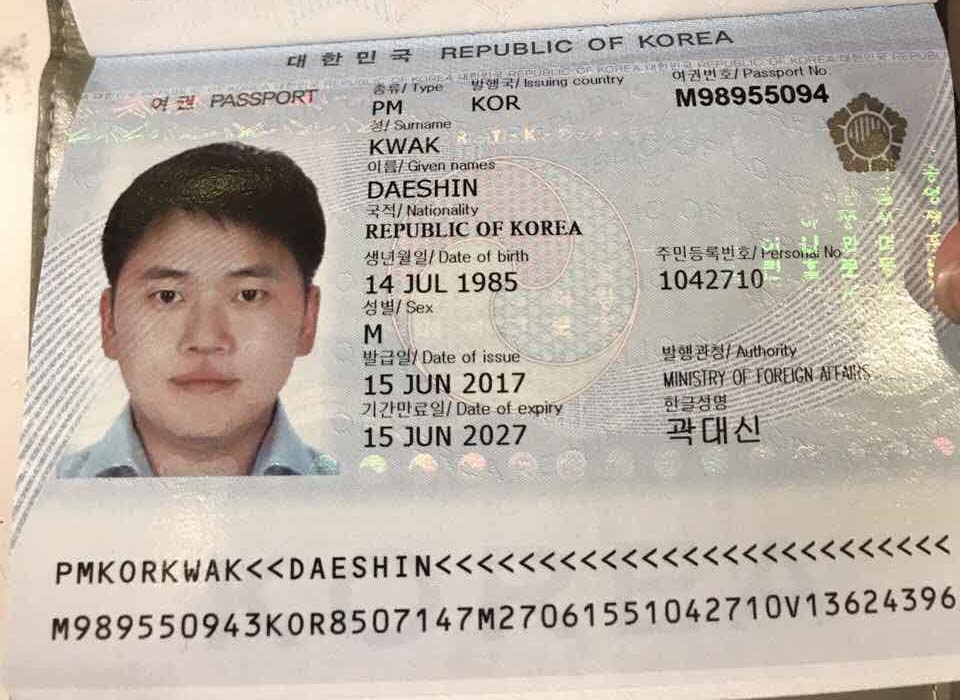 대한민국 REPUBLIC OF KOREA
여권 PASSPORT
종류/ Type 발행국/ Issuing country 여권번호/ Passport No.
PM KOR M98955094
성/ Surname
KWAK
이름/ Given names
DAESHIN
국적/ Nationality
REPUBLIC OF KOREA
생년월일/ Date of birth 주민등록번호/ Personal No
14 JUL 1985 1042710
성별/ Sex
M
발급일/ Date of issue 발행관청/ Authority
15 JUN 2017 MINISTRY OF FOREIGN AFFAIRS
기간만료일/ Date of expiry 한글성명
15 JUN 2027 곽대신
PMKORKWAK<<DAESHIN<<<<<<<<<<<<<<<<<<<<<<<<<<
M989550943KOR8507147M27061551042710V13624396